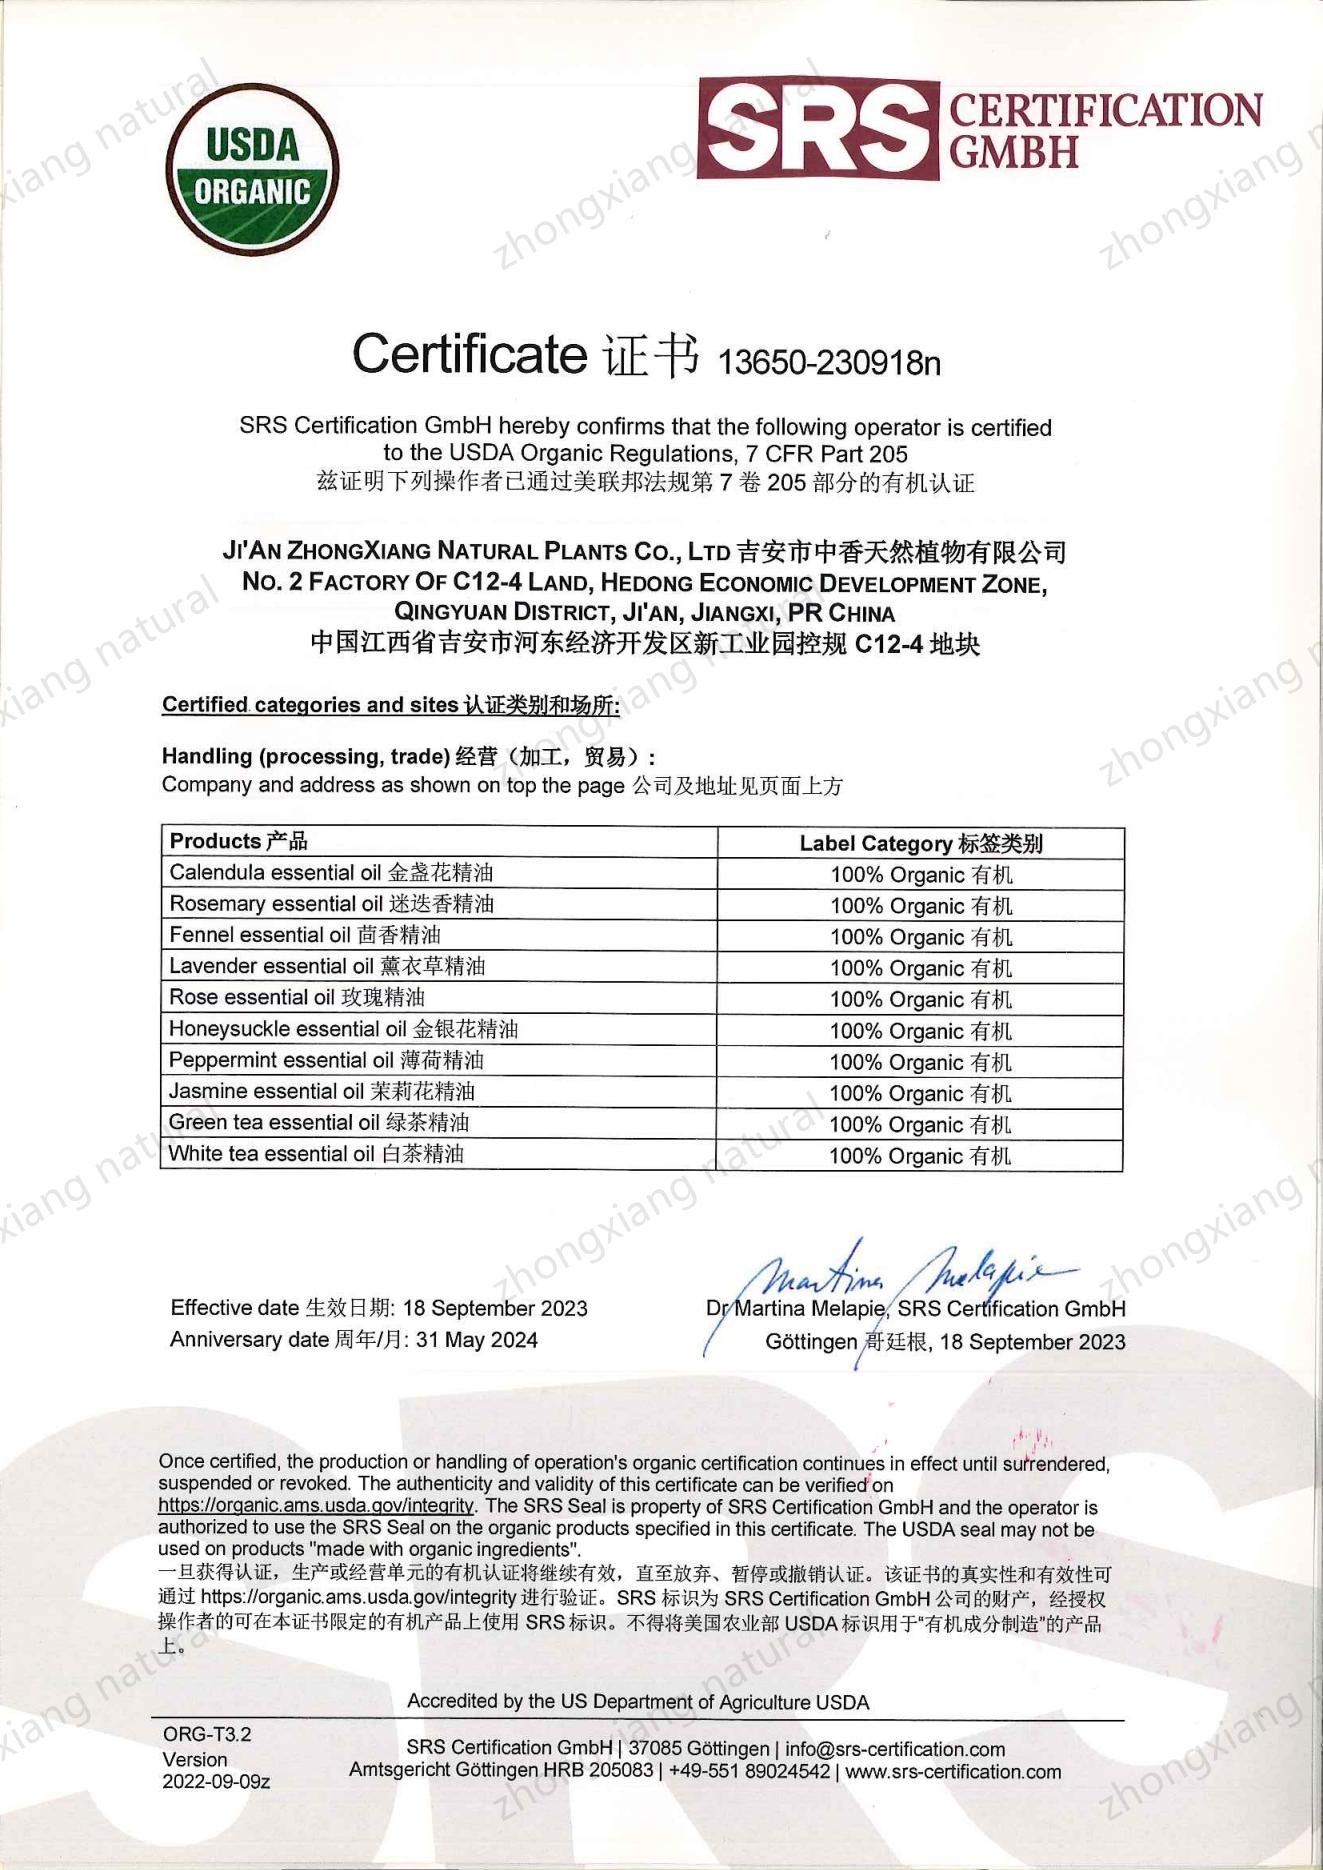 USDA
ORGANIC
SRS CERTIFICATION
GMBH
Certificate 证书 13650-230918n
SRS Certification GmbH hereby confirms that the following operator is certified
to the USDA Organic Regulations, 7 CFR Part 205
兹证明下列操作者已通过美联邦法规第 7 卷 205 部分的有机认证
JI'AN ZHONGXIANG NATURAL PLANTS CO., LTD 吉安市中香天然植物有限公司
NO. 2 FACTORY OF C12-4 LAND, HEDONG ECONOMIC DEVELOPMENT ZONE,
QINGYUAN DISTRICT, JI'AN, JIANGXI, PR CHINA
中国江西省吉安市河东经济开发区新工业园控规 C12-4 地块
Certified categories and sites 认证类别和场所:
Handling (processing, trade) 经营（加工，贸易）:
Company and address as shown on top the page 公司及地址见页面上方
Products 产品 Label Category 标签类别
Calendula essential oil 金盏花精油 100% Organic 有机
Rosemary essential oil 迷迭香精油 100% Organic 有机
Fennel essential oil 茴香精油 100% Organic 有机
Lavender essential oil 薰衣草精油 100% Organic 有机
Rose essential oil 玫瑰精油 100% Organic 有机
Honeysuckle essential oil 金银花精油 100% Organic 有机
Peppermint essential oil 薄荷精油 100% Organic 有机
Jasmine essential oil 茉莉花精油 100% Organic 有机
Green tea essential oil 绿茶精油 100% Organic 有机
White tea essential oil 白茶精油 100% Organic 有机
Martina Melapie
Effective date 生效日期: 18 September 2023 Dr Martina Melapie, SRS Certification GmbH
Anniversary date 周年/月: 31 May 2024 Göttingen 哥廷根, 18 September 2023
Once certified, the production or handling of operation's organic certification continues in effect until surrendered,
suspended or revoked. The authenticity and validity of this certificate can be verified on
https://organic.ams.usda.gov/integrity. The SRS Seal is property of SRS Certification GmbH and the operator is
authorized to use the SRS Seal on the organic products specified in this certificate. The USDA seal may not be
used on products "made with organic ingredients".
一旦获得认证，生产或经营单元的有机认证将继续有效，直至放弃、暂停或撤销认证。该证书的真实性和有效性可
通过 https://organic.ams.usda.gov/integrity 进行验证。SRS 标识为 SRS Certification GmbH 公司的财产，经授权
操作者的可在本证书限定的有机产品上使用 SRS 标识。不得将美国农业部 USDA 标识用于“有机成分制造”的产品
上。
Accredited by the US Department of Agriculture USDA
ORG-T3.2
Version
2022-09-09z
SRS Certification GmbH | 37085 Göttingen | info@srs-certification.com
Amtsgericht Göttingen HRB 205083 | +49-551 89024542 | www.srs-certification.com
SRS
zhongxiang natural